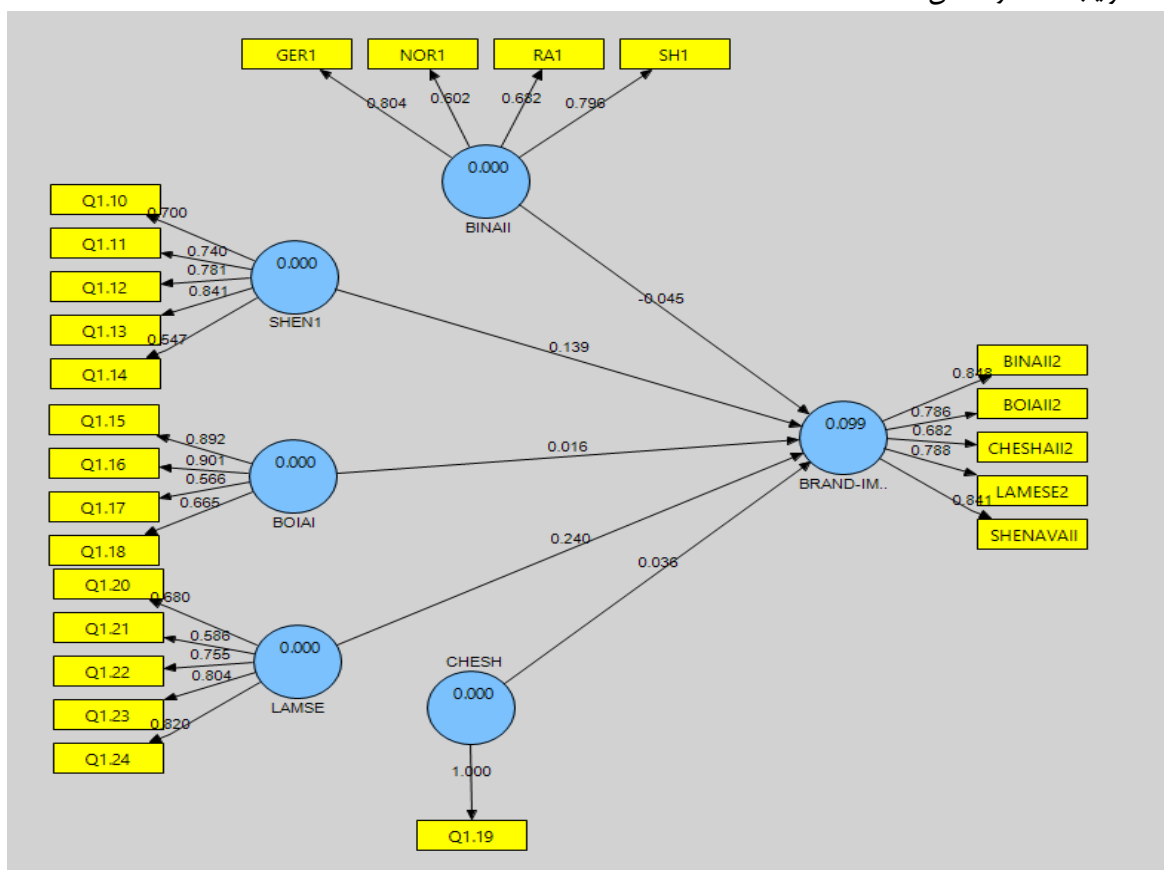 GER1 NOR1 RA1 SH1
0.804 0.602 0.682 0.796
0.000
BINAII
Q1.10
Q1.11
Q1.12
Q1.13
Q1.14
0.700
0.740
0.781
0.841
0.547
0.000
SHEN1
Q1.15
Q1.16
Q1.17
Q1.18
0.892
0.901
0.566
0.665
0.000
BOIAI
Q1.20
Q1.21
Q1.22
Q1.23
Q1.24
0.680
0.586
0.755
0.804
0.820
0.000
LAMSE
CHESH
0.000
1.000
Q1.19
-0.045
0.139
0.016
0.240
0.036
0.099
BRAND-IM..
0.848
0.786
0.682
0.788
0.841
BINAII2
BOIAII2
CHESHAII2
LAMESE2
SHENAVAII